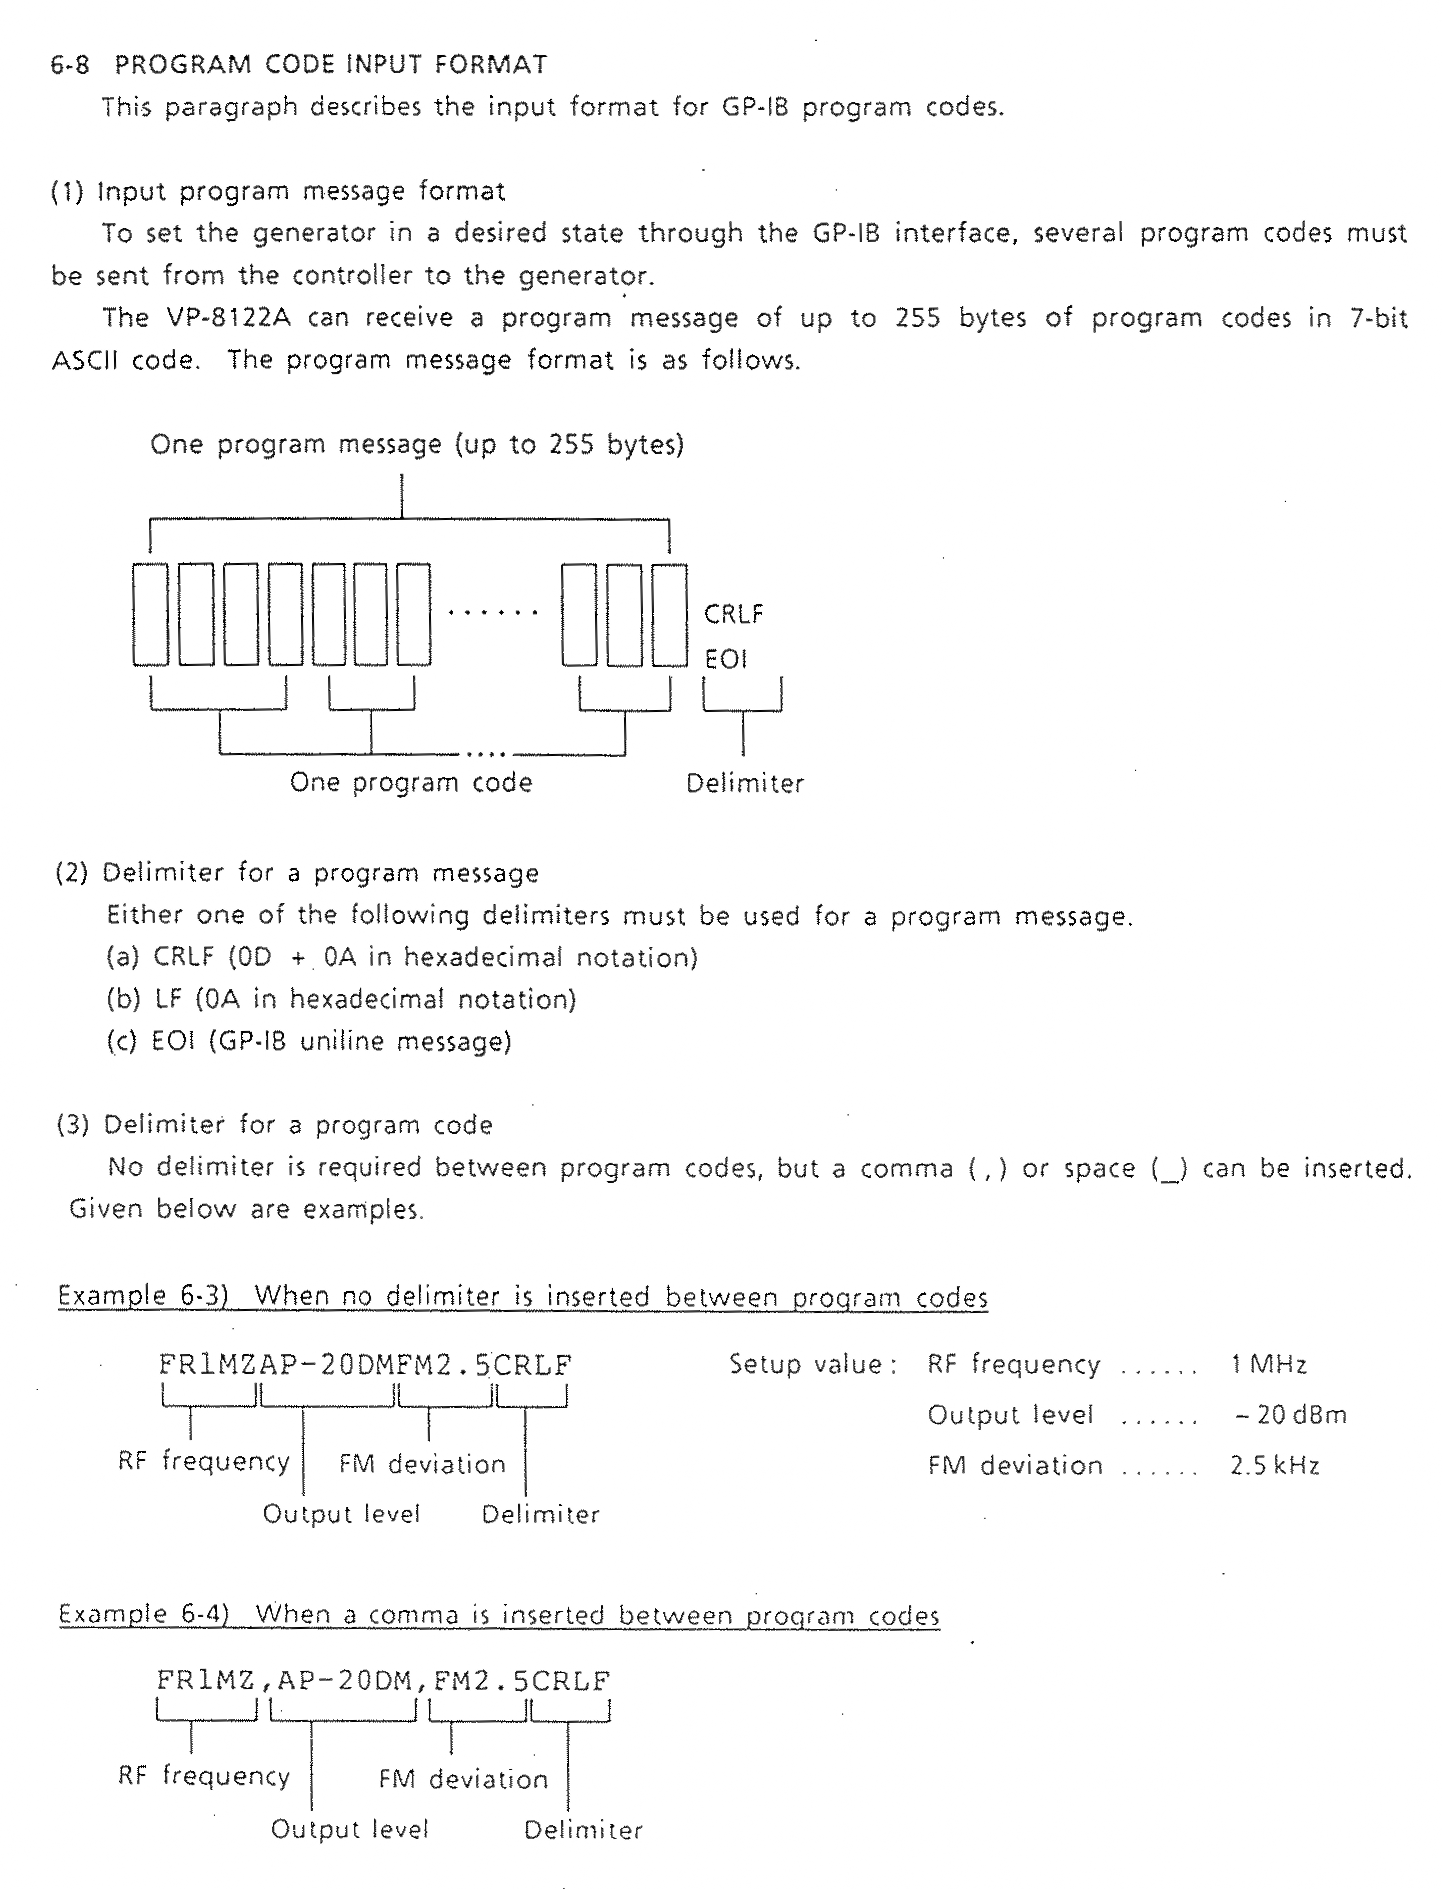 6-8 PROGRAM CODE INPUT FORMAT
This paragraph describes the input format for GP-IB program codes.
(1) Input program message format
To set the generator in a desired state through the GP-IB interface, several program codes must
be sent from the controller to the generator.
The VP-8122A can receive a program message of up to 255 bytes of program codes in 7-bit
ASCII code. The program message format is as follows.
One program message (up to 255 bytes)
......
CRLF
EOI
....
One program code Delimiter
(2) Delimiter for a program message
Either one of the following delimiters must be used for a program message.
(a) CRLF (0D + 0A in hexadecimal notation)
(b) LF (0A in hexadecimal notation)
(c) EOI (GP-IB uniline message)
(3) Delimiter for a program code
No delimiter is required between program codes, but a comma (,) or space (_) can be inserted.
Given below are examples.
Example 6-3) When no delimiter is inserted between program codes
FR1MZAP-20DMFM2.5CRLF Setup value: RF frequency ...... 1 MHz
Output level ...... – 20 dBm
RF frequency FM deviation FM deviation ...... 2.5 kHz
Output level Delimiter
Example 6-4) When a comma is inserted between program codes
FR1MZ,AP-20DM,FM2.5CRLF
RF frequency FM deviation
Output level Delimiter